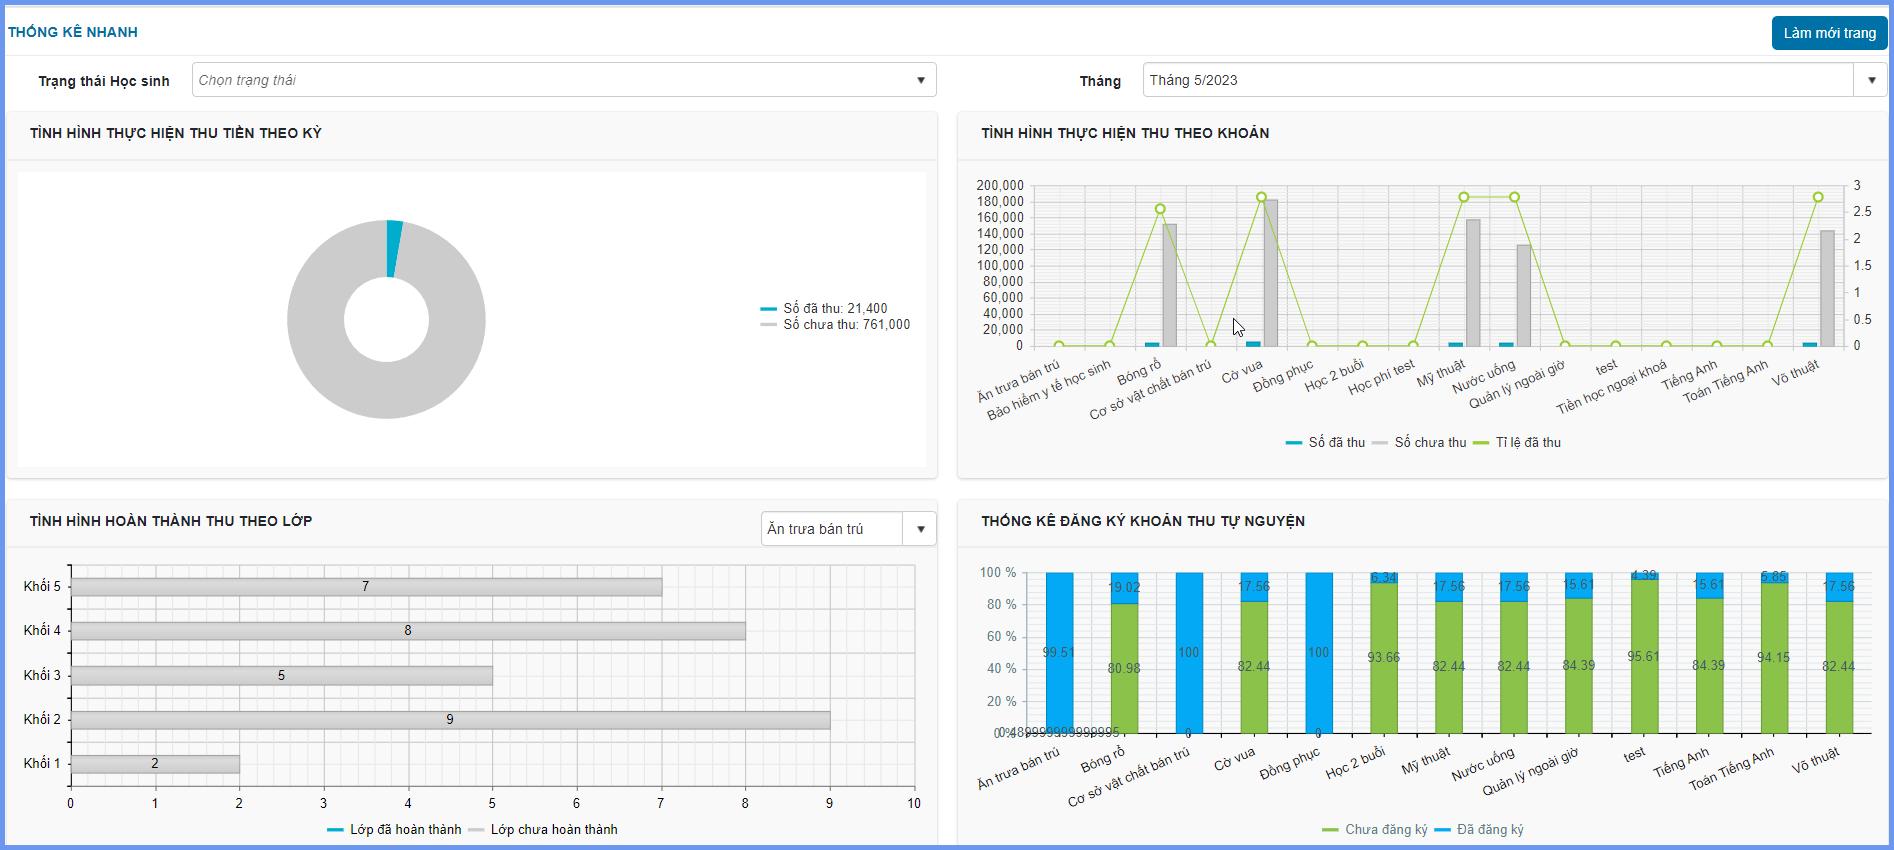 THỐNG KÊ NHANH
Làm mới trang
Trạng thái Học sinh
Chọn trạng thái
Tháng
Tháng 5/2023
TÌNH HÌNH THỰC HIỆN THU TIỀN THEO KỲ
Số đã thu: 21,400
Số chưa thu: 761,000
TÌNH HÌNH THỰC HIỆN THU THEO KHOẢN
200,000
180,000
160,000
140,000
120,000
100,000
80,000
60,000
40,000
20,000
0
3
2.5
2
1.5
1
0.5
0
Ăn trưa bán trú
Bảo hiểm y tế học sinh
Bóng rổ
Cơ sở vật chất bán trú
Cờ vua
Đồng phục
Học 2 buổi
Học phí test
Mỹ thuật
Nước uống
Quản lý ngoài giờ
test
Tiền học ngoại khoá
Tiếng Anh
Toán Tiếng Anh
Võ thuật
Số đã thu
Số chưa thu
Tỉ lệ đã thu
TÌNH HÌNH HOÀN THÀNH THU THEO LỚP
Ăn trưa bán trú
Khối 5
7
Khối 4
8
Khối 3
5
Khối 2
9
Khối 1
2
0 1 2 3 4 5 6 7 8 9 10
Lớp đã hoàn thành
Lớp chưa hoàn thành
THỐNG KÊ ĐĂNG KÝ KHOẢN THU TỰ NGUYỆN
100 %
80 %
60 %
40 %
20 %
0 %
19.02 17.56 6.34 17.56 17.56 15.61 4.39 15.61 5.85 17.56
99.51 80.98 100 82.44 100 93.66 82.44 82.44 84.39 95.61 84.39 94.15 82.44
0.489999999999995 0 0
Ăn trưa bán trú
Bóng rổ
Cơ sở vật chất bán trú
Cờ vua
Đồng phục
Học 2 buổi
Mỹ thuật
Nước uống
Quản lý ngoài giờ
test
Tiếng Anh
Toán Tiếng Anh
Võ thuật
Chưa đăng ký
Đã đăng ký